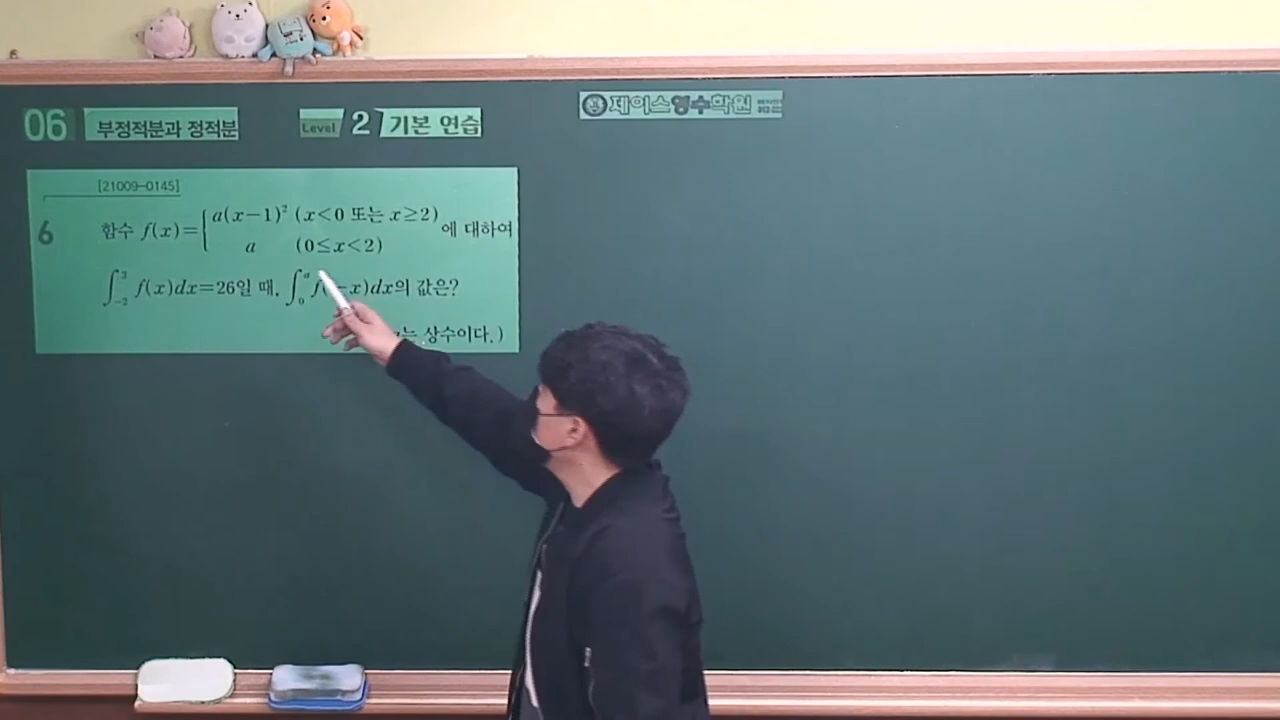 06 부정적분과 정적분 Level 2 기본 연습
제이스영수학원
[21009-0145]
6 함수 f(x)={ a(x-1)² (x<0 또는 x≥2)
a (0≤x<2) 에 대하여
∫₋₂ f(x)dx=26일 때, ∫₀ᵃ f( x)dx의 값은?
는 상수이다.)